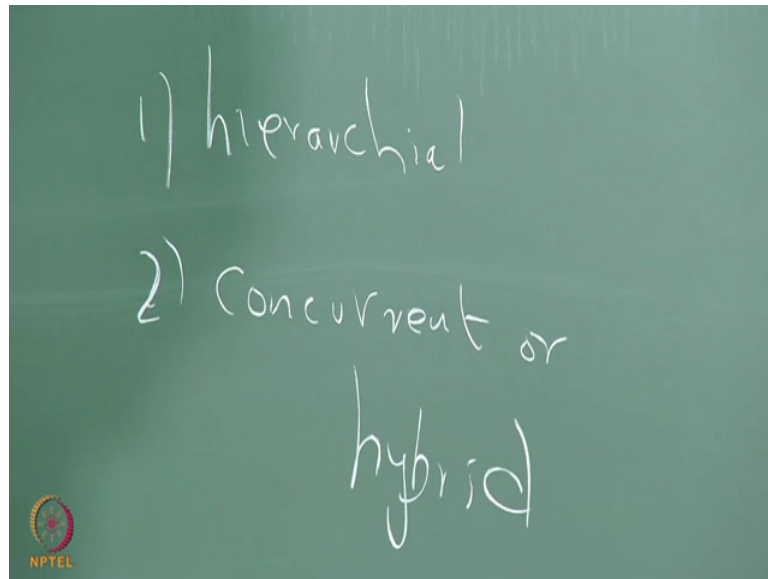 1) hierarchial
2) concurrent or
hybrid
NPTEL